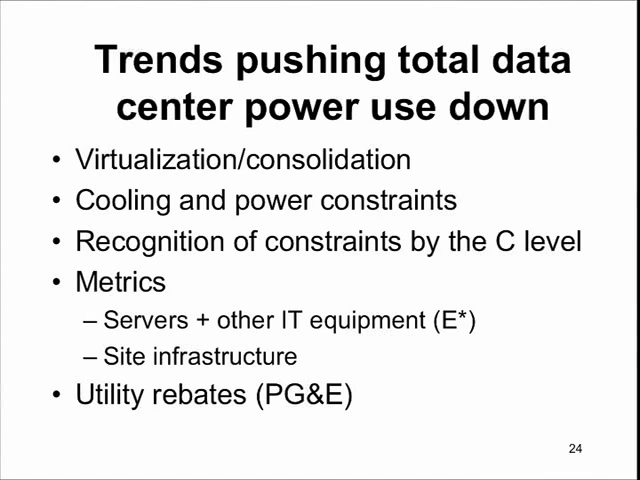 Trends pushing total data
center power use down
• Virtualization/consolidation
• Cooling and power constraints
• Recognition of constraints by the C level
• Metrics
– Servers + other IT equipment (E*)
– Site infrastructure
• Utility rebates (PG&E)
24